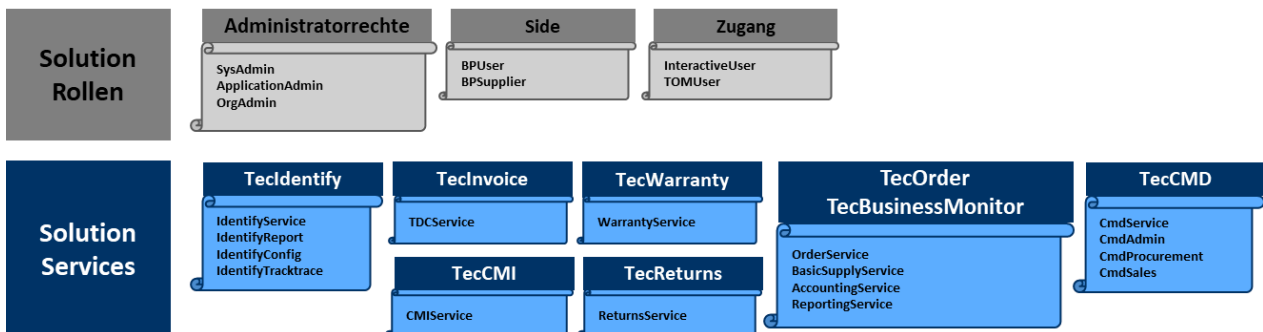 Solution
Rollen
Administratorrechte
SysAdmin
ApplicationAdmin
OrgAdmin
Side
BPUser
BPSupplier
Zugang
InteractiveUser
TOMUser
Solution
Services
TecIdentify
IdentifyService
IdentifyReport
IdentifyConfig
IdentifyTracktrace
TecInvoice
TDCService
TecWarranty
WarrantyService
TecCMI
CMIService
TecReturns
ReturnsService
TecOrder
TecBusinessMonitor
OrderService
BasicSupplyService
AccountingService
ReportingService
TecCMD
CmdService
CmdAdmin
CmdProcurement
CmdSales